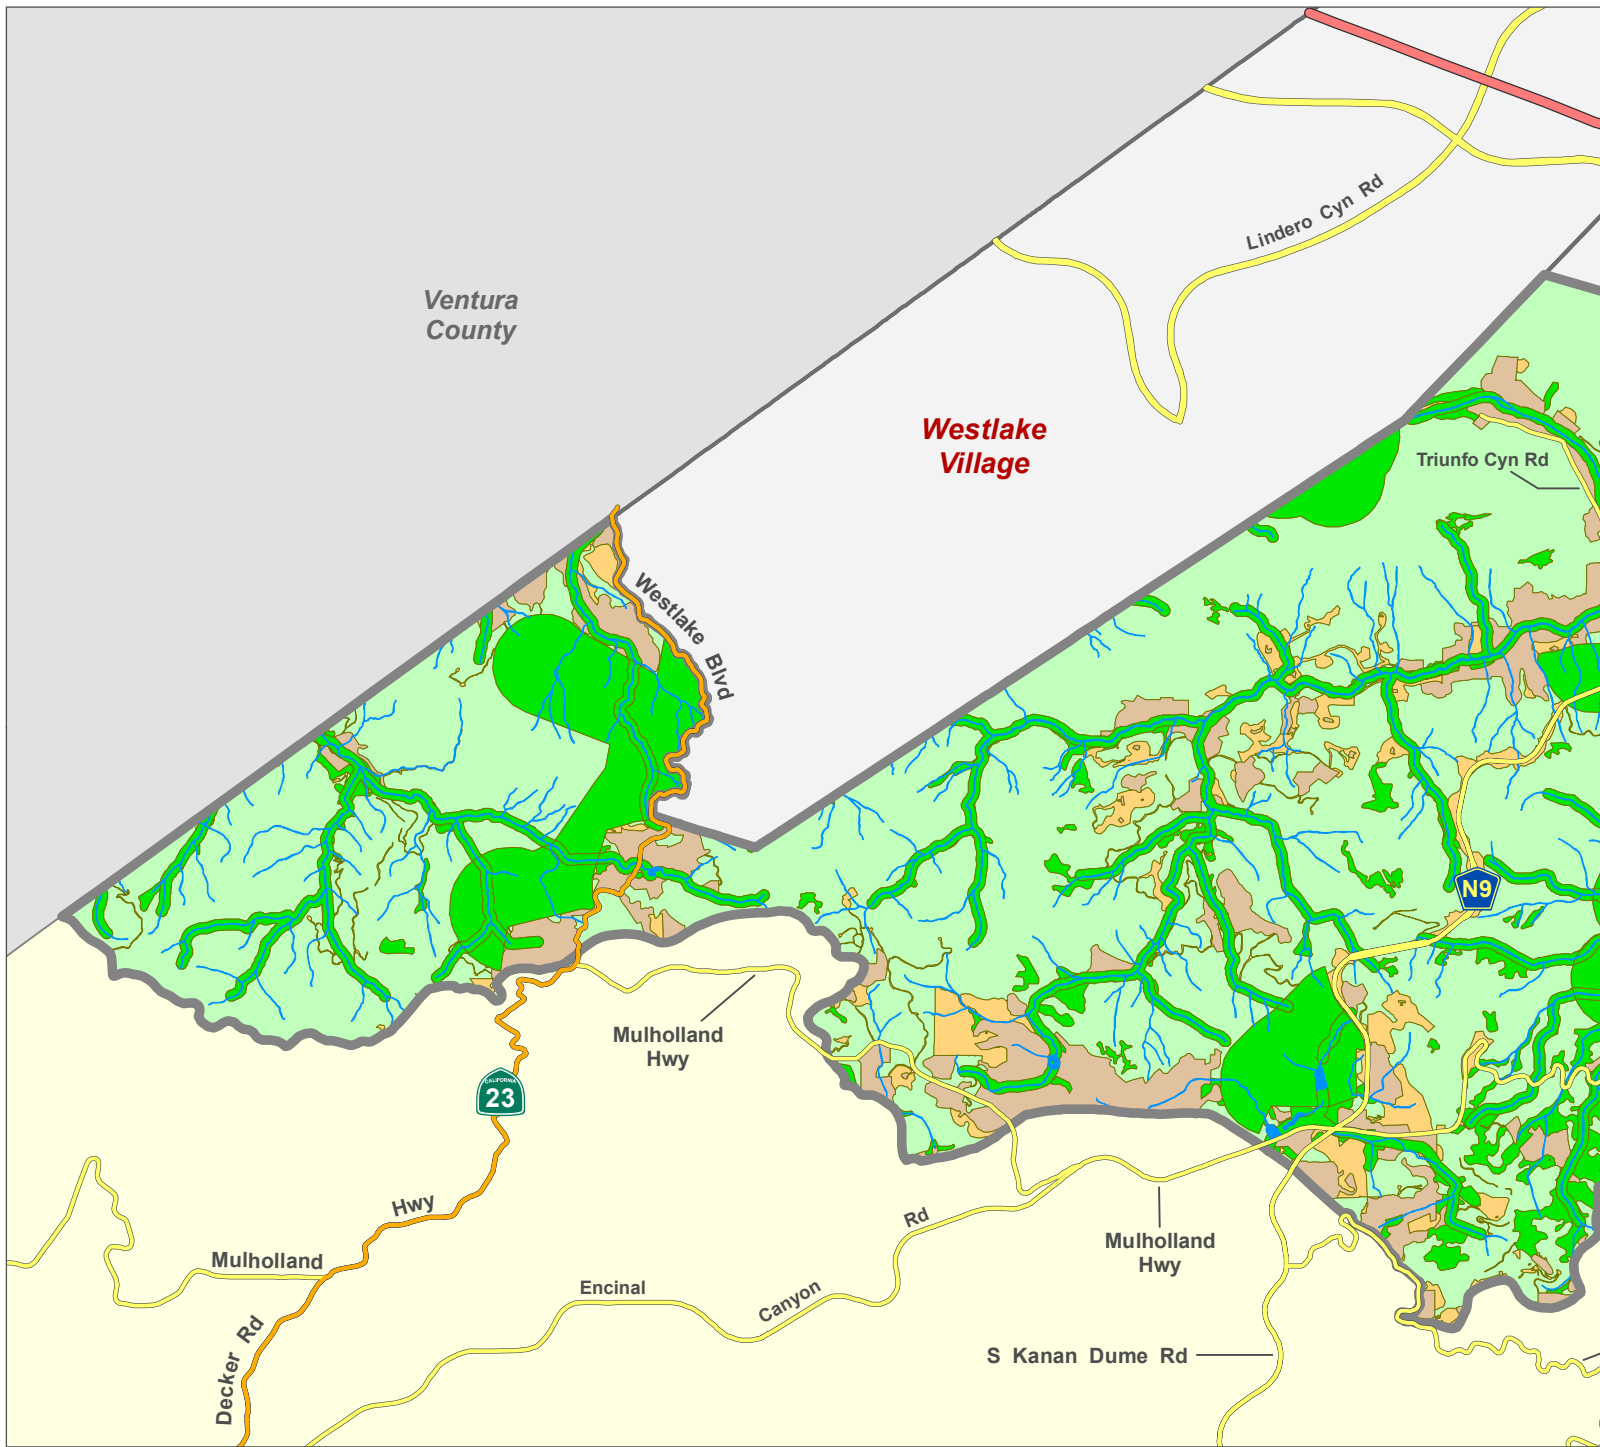 Lindero Cyn Rd
Ventura
County
Westlake
Village
Triunfo Cyn Rd
Westlake Blvd
N9
Mulholland
Hwy
CALIFORNIA
23
Hwy
Rd
Mulholland
Hwy
Mulholland
Encinal
Canyon
Decker Rd
S Kanan Dume Rd